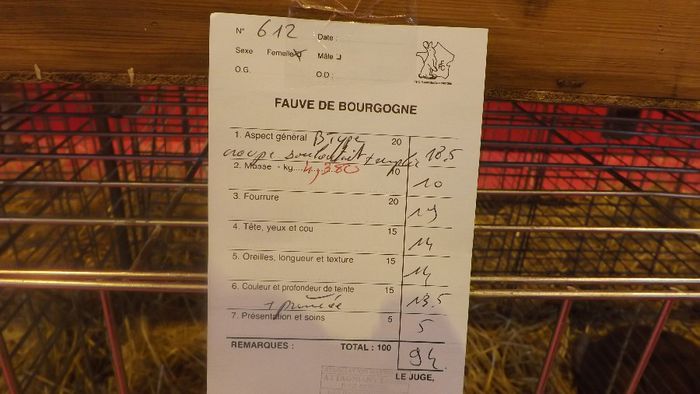 N° 612 Date :
Sexe Femelle Mâle
O.G. O.D :
FAUVE DE BOURGOGNE
1. Aspect général B Type 20 18.5
croupe
2. Masse - kg.... 4k380 10 10
3. Fourrure 20 19
4. Tête, yeux et cou 15 14
5. Oreilles, longueur et texture 15 14
6. Couleur et profondeur de teinte 15 13.5
7. Présentation et soins 5 5
REMARQUES : TOTAL : 100 94
LE JUGE,